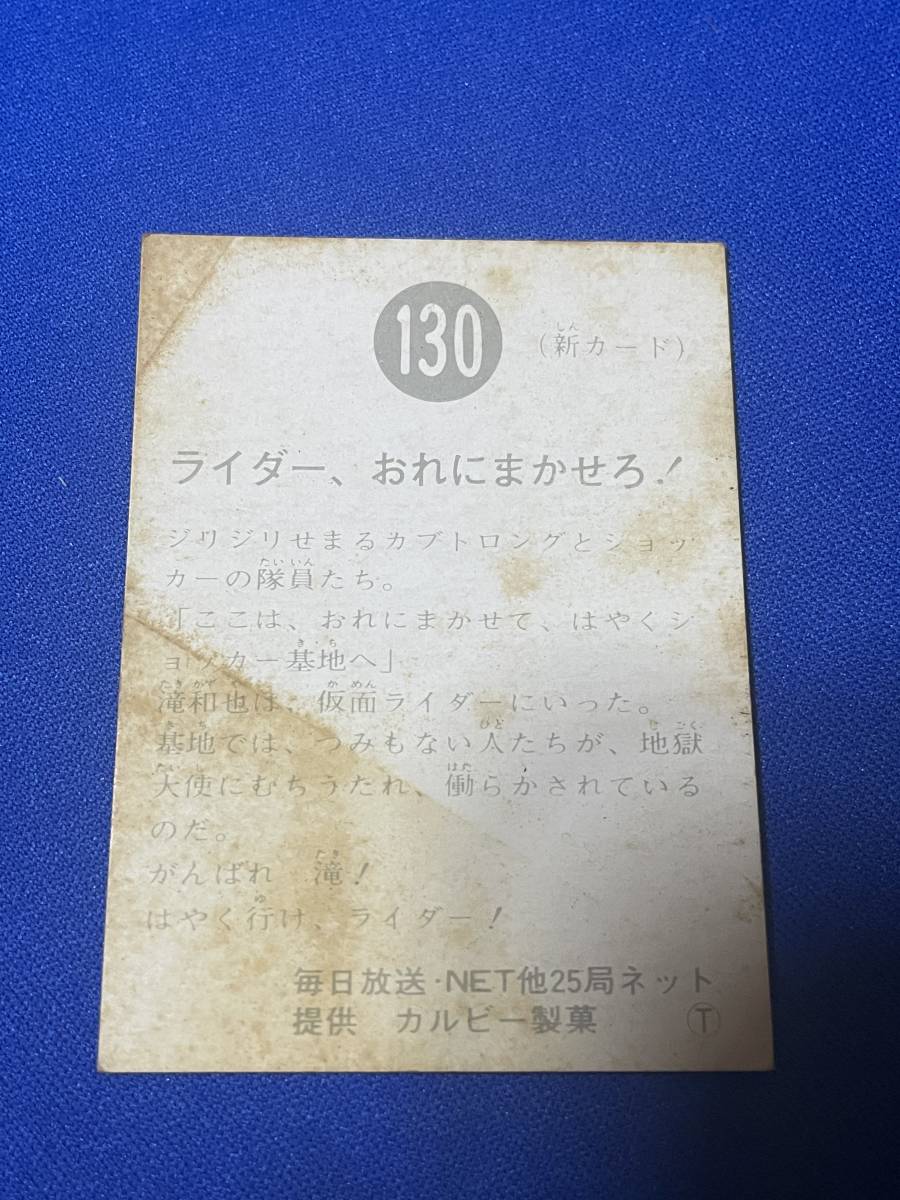 130
(新カード)
ライダー、おれにまかせろ!
ジリジリせまるカブトロングとショッ
カーの隊員たち。
「ここは、おれにまかせて、はやくシ
ョッカー基地へ」
滝和也は、仮面ライダーにいった。
基地では、つみもない人たちが、地獄
大使にむちうたれ、働らかされている
のだ。
がんばれ 滝!
はやく行け、ライダー!
毎日放送・NET他25局ネット
提供 カルビー製菓 Ⓣ